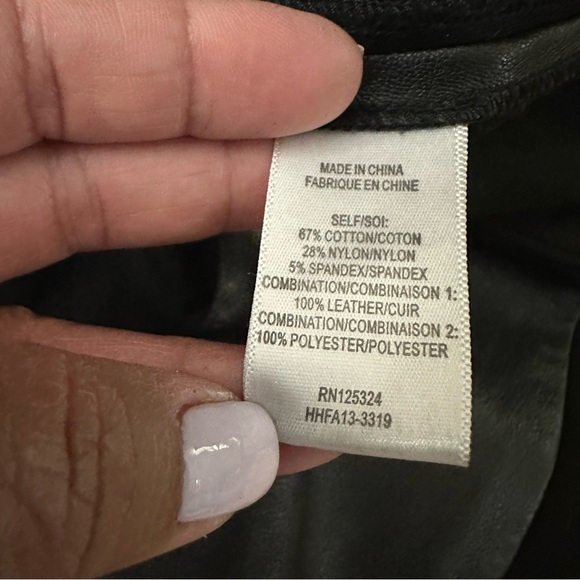 MADE IN CHINA
FABRIQUE EN CHINE
SELF/SOI:
67% COTTON/COTON
28% NYLON/NYLON
5% SPANDEX/SPANDEX
COMBINATION/COMBINAISON 1:
100% LEATHER/CUIR
COMBINATION/COMBINAISON 2:
100% POLYESTER/POLYESTER
RN125324
HHFA13-3319